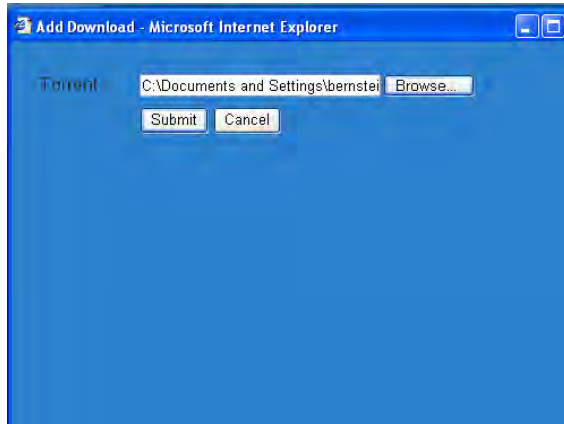 Add Download - Microsoft Internet Explorer
Torrent C:\Documents and Settings\bernstei Browse...
Submit Cancel